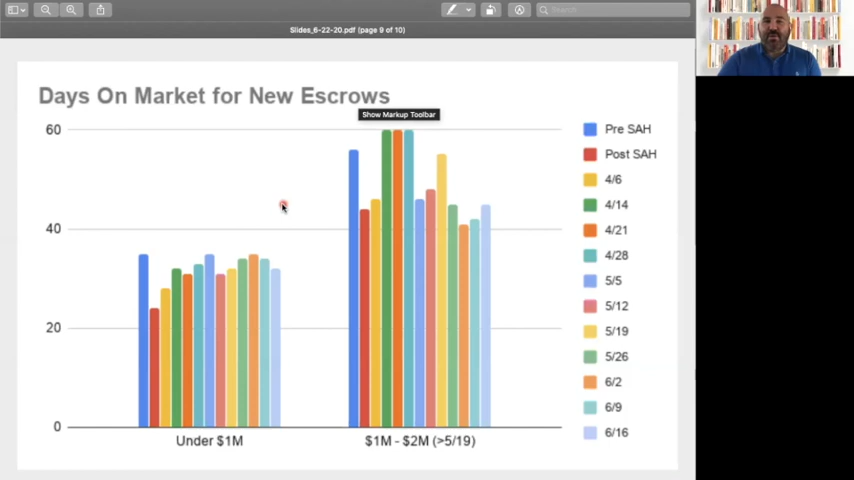 Search
Slides_6-22-20.pdf (page 9 of 10)
Days On Market for New Escrows
Show Markup Toolbar
60
40
20
0
Under $1M
$1M - $2M (>5/19)
Pre SAH
Post SAH
4/6
4/14
4/21
4/28
5/5
5/12
5/19
5/26
6/2
6/9
6/16